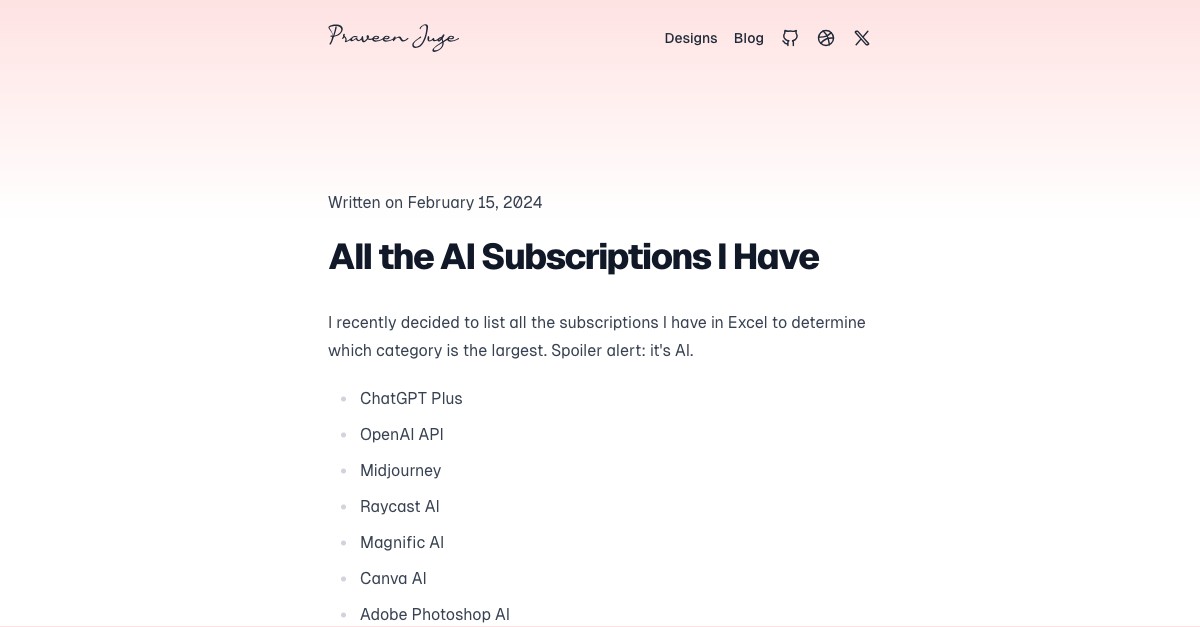 Praveen Juge
Designs Blog
Written on February 15, 2024
All the AI Subscriptions I Have
I recently decided to list all the subscriptions I have in Excel to determine
which category is the largest. Spoiler alert: it's AI.
ChatGPT Plus
OpenAI API
Midjourney
Raycast AI
Magnific AI
Canva AI
Adobe Photoshop AI